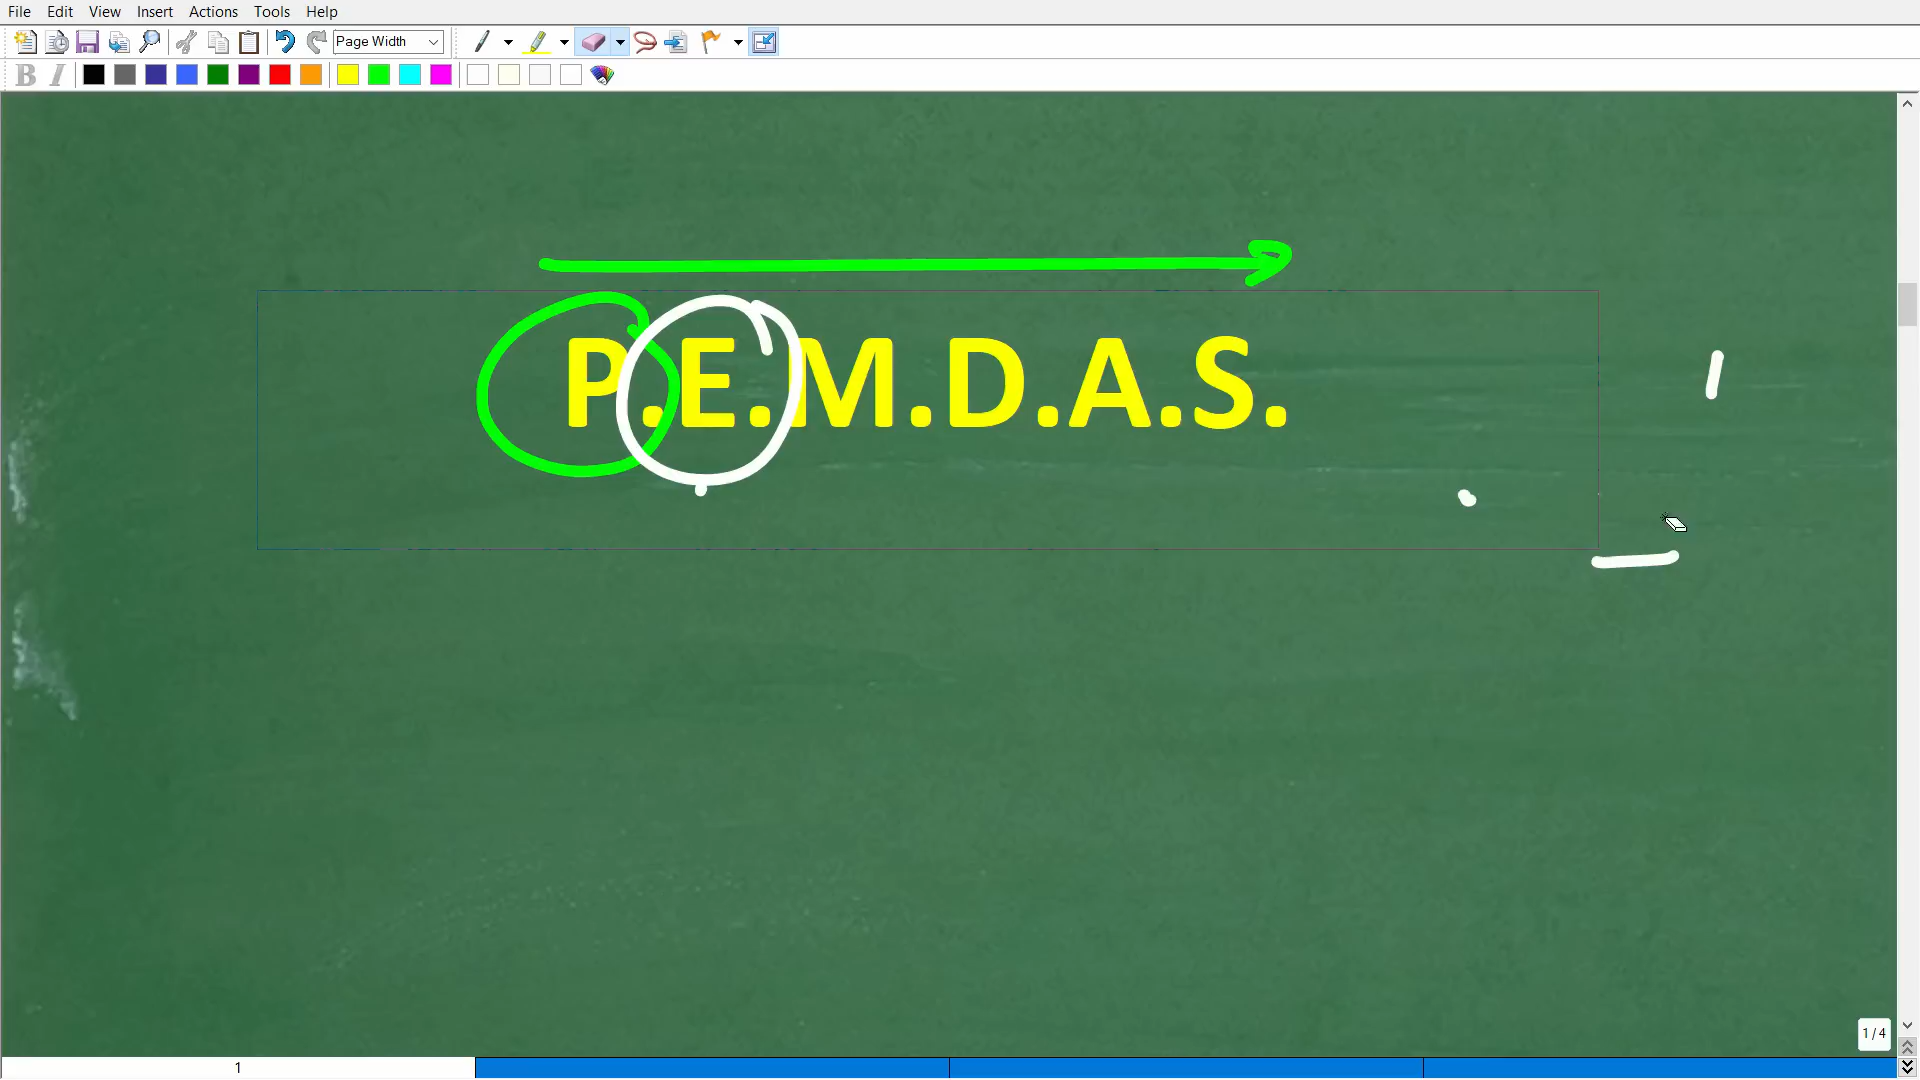 File Edit View Insert Actions Tools Help
Page Width
B I
P.E.M.D.A.S.
1 / 4
1